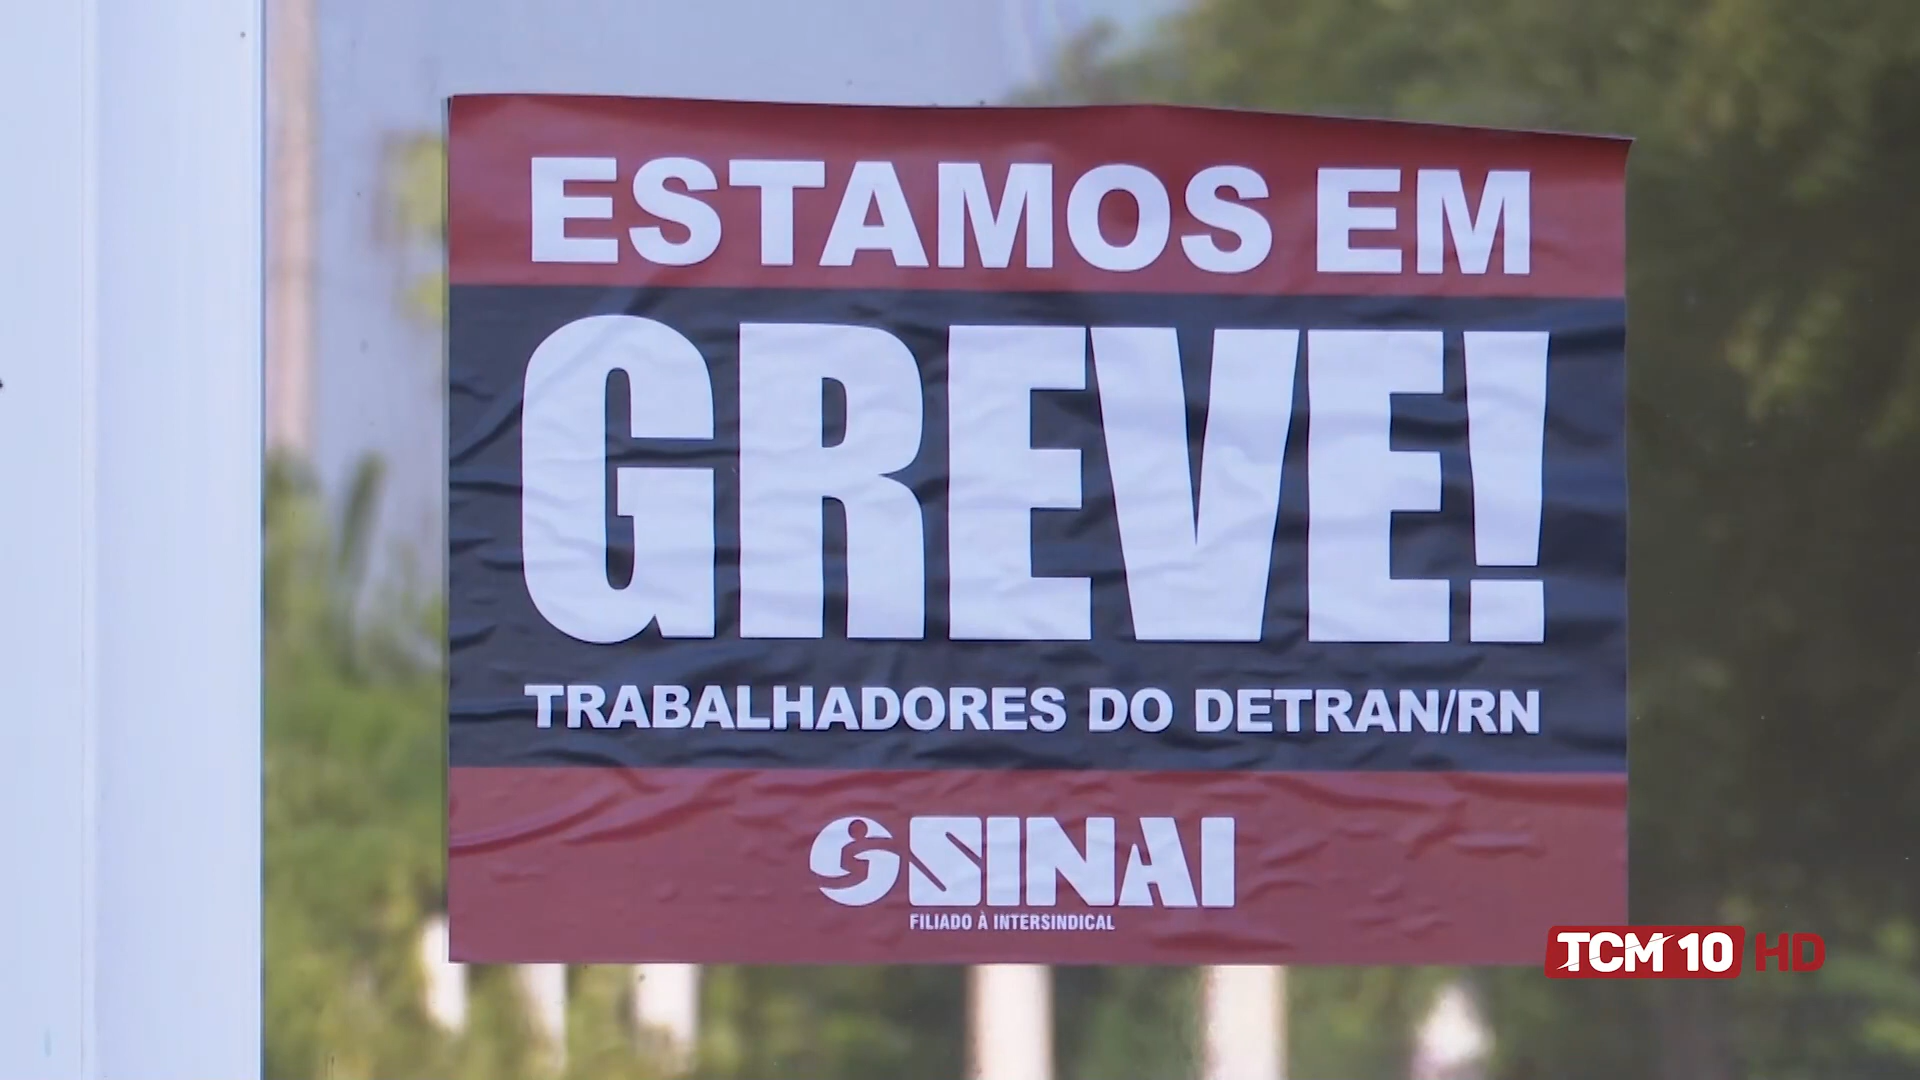 ESTAMOS EM
GREVE!
TRABALHADORES DO DETRAN/RN
SINAI
FILIADO À INTERSINDICAL
TCM 10 HD